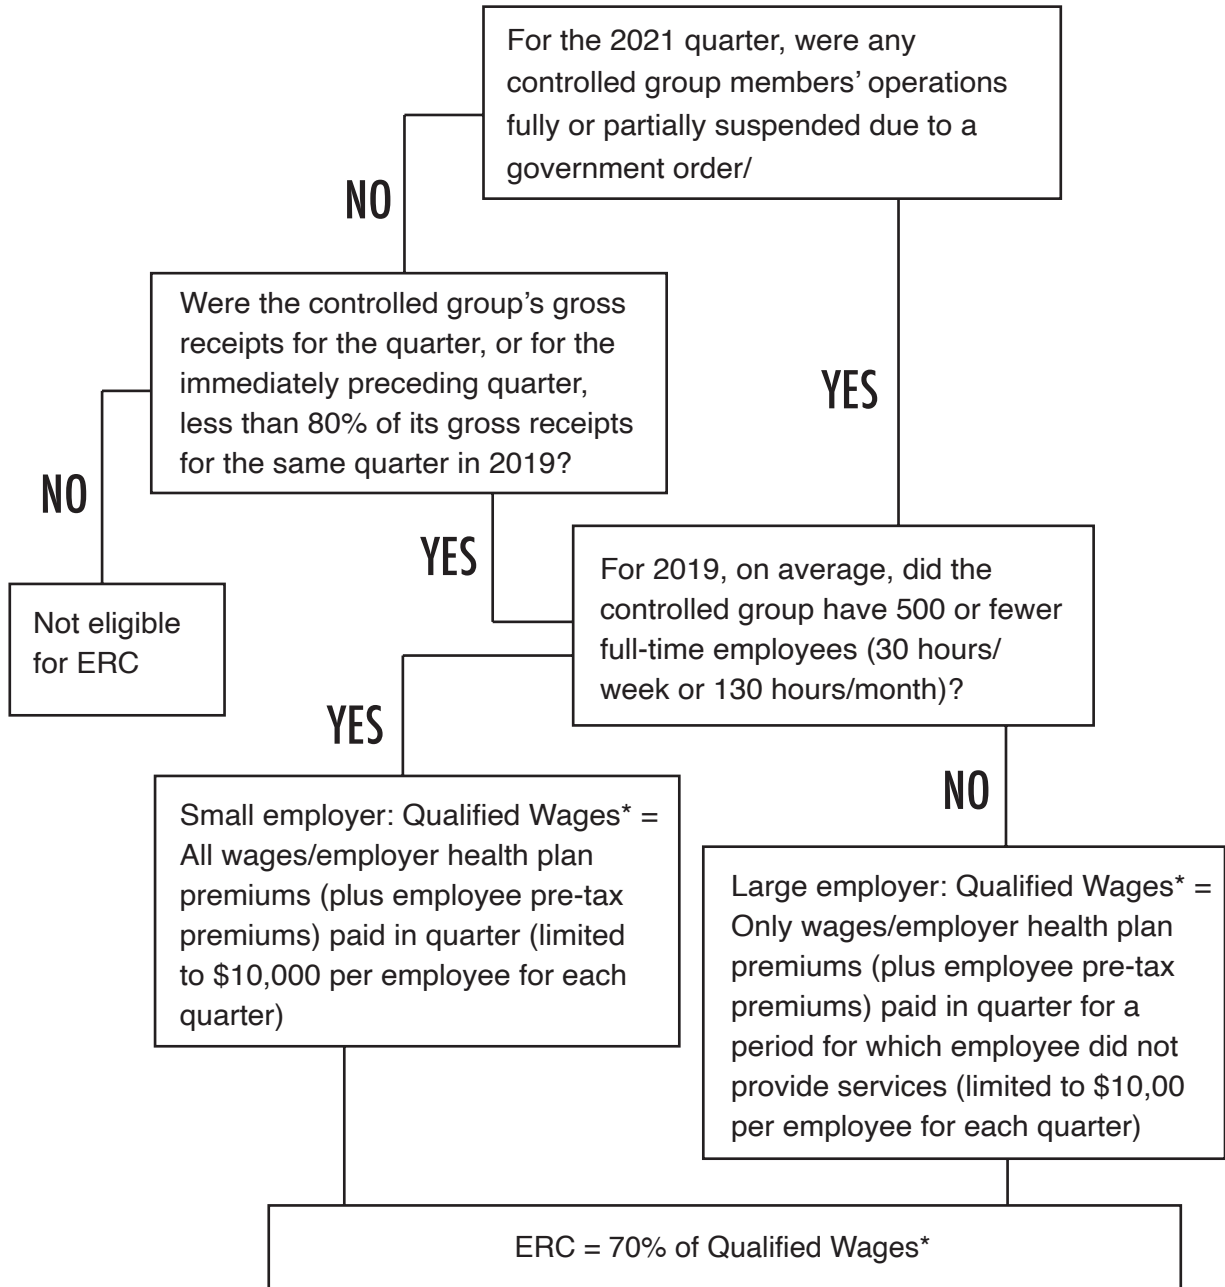 For the 2021 quarter, were any
controlled group members’ operations
fully or partially suspended due to a
government order/
NO
Were the controlled group’s gross
receipts for the quarter, or for the
immediately preceding quarter,
less than 80% of its gross receipts
for the same quarter in 2019?
YES
NO
Not eligible
for ERC
YES
For 2019, on average, did the
controlled group have 500 or fewer
full-time employees (30 hours/
week or 130 hours/month)?
YES
Small employer: Qualified Wages* =
All wages/employer health plan
premiums (plus employee pre-tax
premiums) paid in quarter (limited
to $10,000 per employee for each
quarter)
NO
Large employer: Qualified Wages* =
Only wages/employer health plan
premiums (plus employee pre-tax
premiums) paid in quarter for a
period for which employee did not
provide services (limited to $10,00
per employee for each quarter)
ERC = 70% of Qualified Wages*